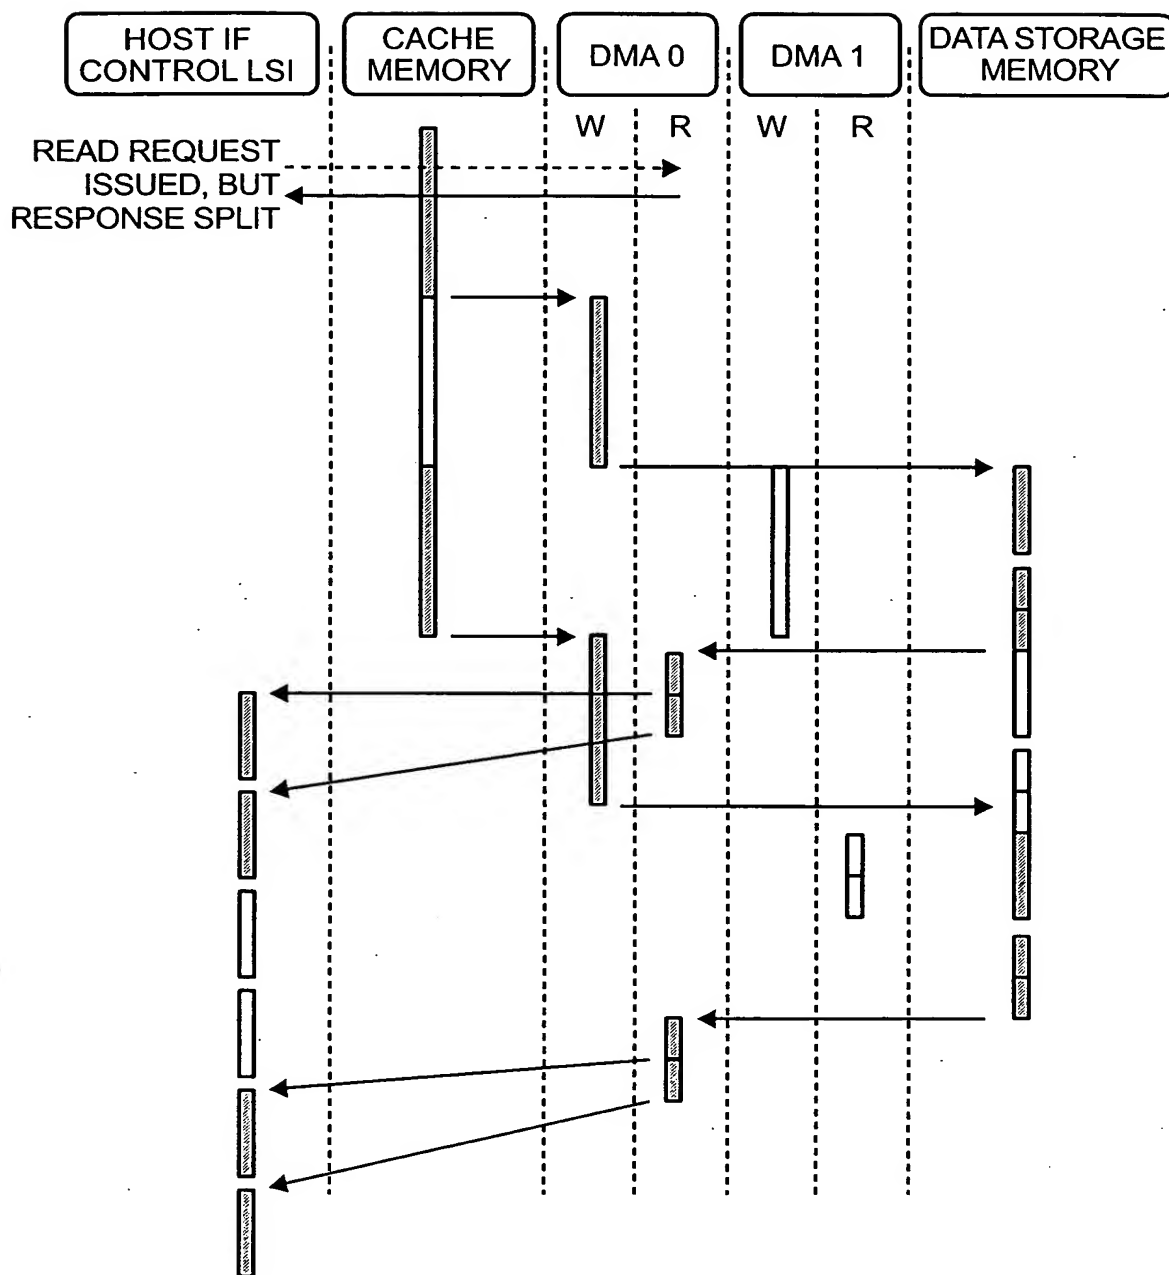 HOST IF
CONTROL LSI
CACHE
MEMORY
DMA 0
DMA 1
DATA STORAGE
MEMORY
W
R
W
R
READ REQUEST
ISSUED, BUT
RESPONSE SPLIT